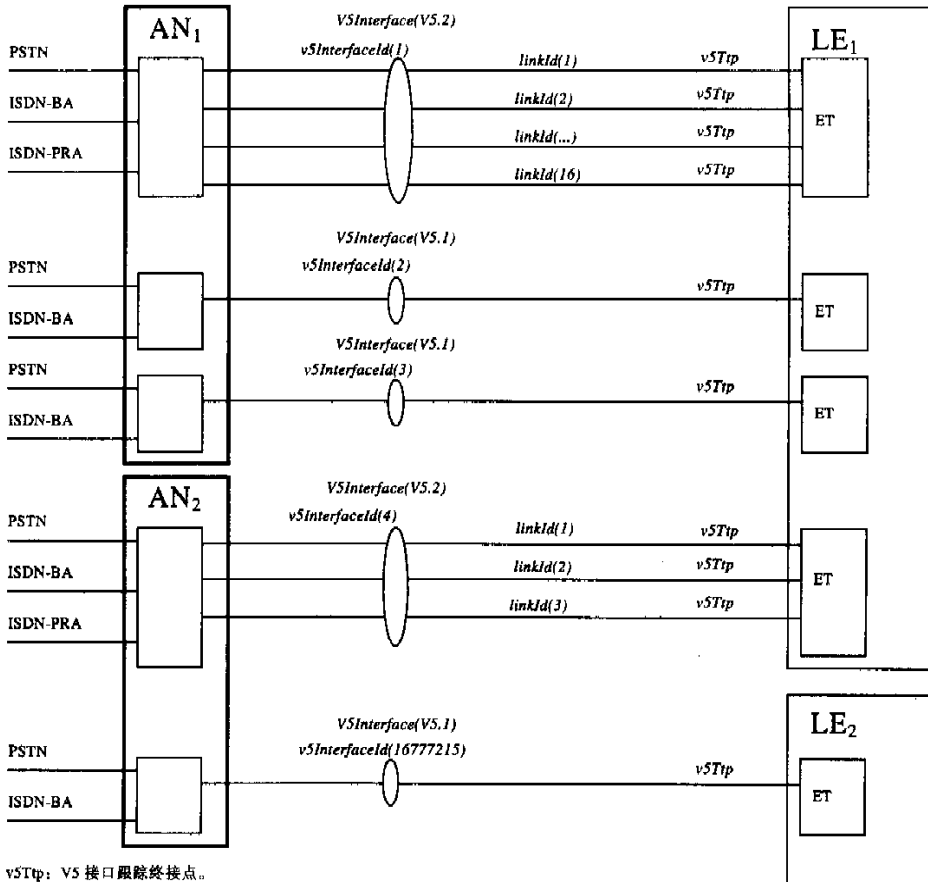 V5Interface(V5.2)
AN₁
LE₁
PSTN
v5InterfaceId(1)
linkId(1)
v5Ttp
ISDN-BA
linkId(2)
v5Ttp
ET
ISDN-PRA
linkId(...)
v5Ttp
linkId(16)
v5Ttp
V5Interface(V5.1)
PSTN
v5InterfaceId(2)
v5Ttp
ISDN-BA
ET
V5Interface(V5.1)
PSTN
v5InterfaceId(3)
v5Ttp
ISDN-BA
ET
AN₂
V5Interface(V5.2)
PSTN
v5InterfaceId(4)
linkId(1)
v5Ttp
ISDN-BA
linkId(2)
v5Ttp
ET
ISDN-PRA
linkId(3)
v5Ttp
LE₂
V5Interface(V5.1)
PSTN
v5InterfaceId(16777215)
v5Ttp
ISDN-BA
ET
v5Ttp：V5 接口跟踪终接点。